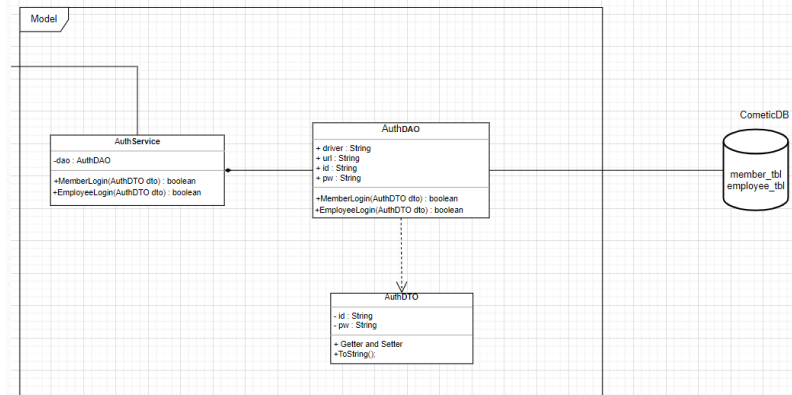 Model
CometicDB
AuthService
-dao : AuthDAO
+MemberLogin(AuthDTO dto) : boolean
+EmployeeLogin(AuthDTO dto) : boolean
AuthDAO
+ driver : String
+ url : String
+ id : String
+ pw : String
+MemberLogin(AuthDTO dto) : boolean
+EmployeeLogin(AuthDTO dto) : boolean
member_tbl
employee_tbl
AuthDTO
- id : String
- pw : String
+ Getter and Setter
+ToString();